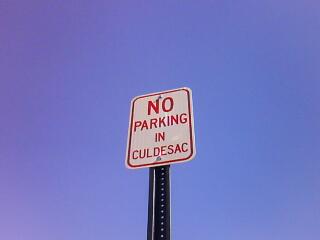 NO
PARKING
IN
CULDESAC